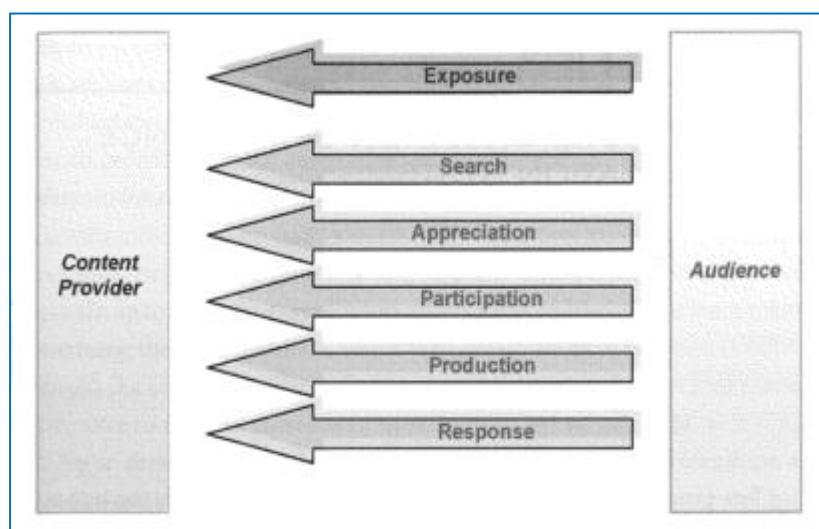 Exposure
Search
Appreciation
Content
Provider
Audience
Participation
Production
Response